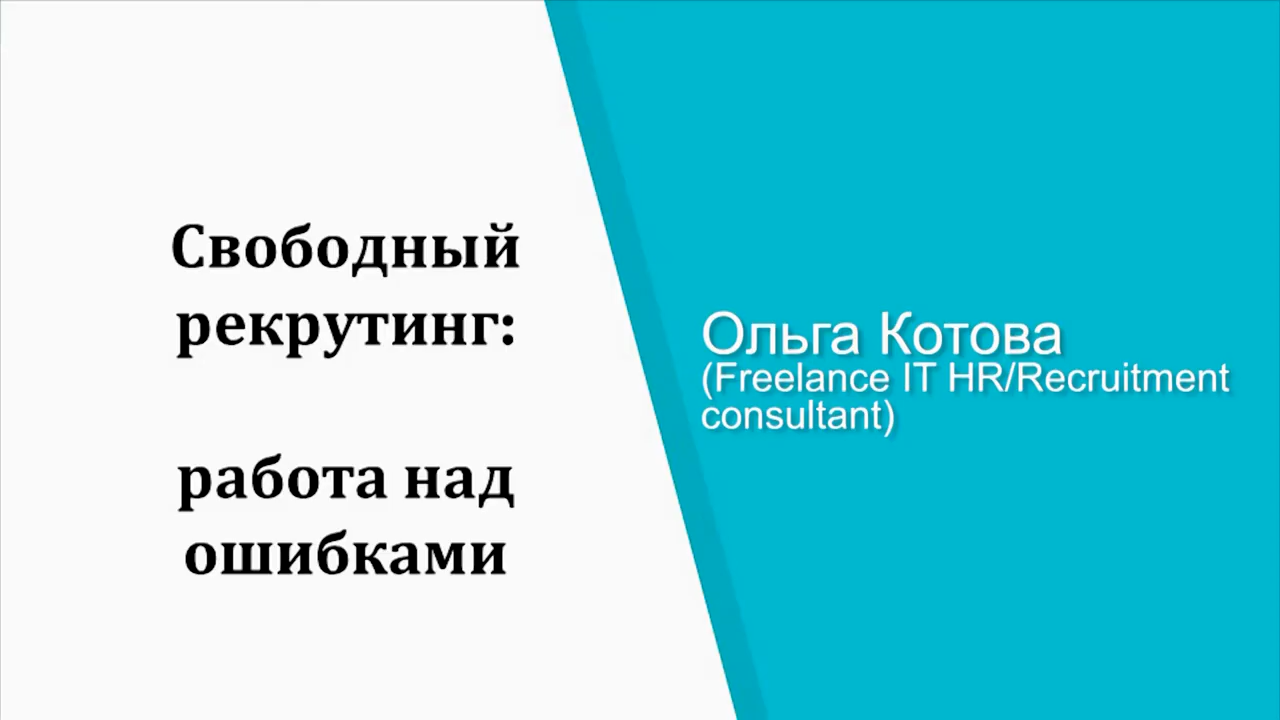 Свободный
рекрутинг:
работа над
ошибками
Ольга Котова
(Freelance IT HR/Recruitment
consultant)